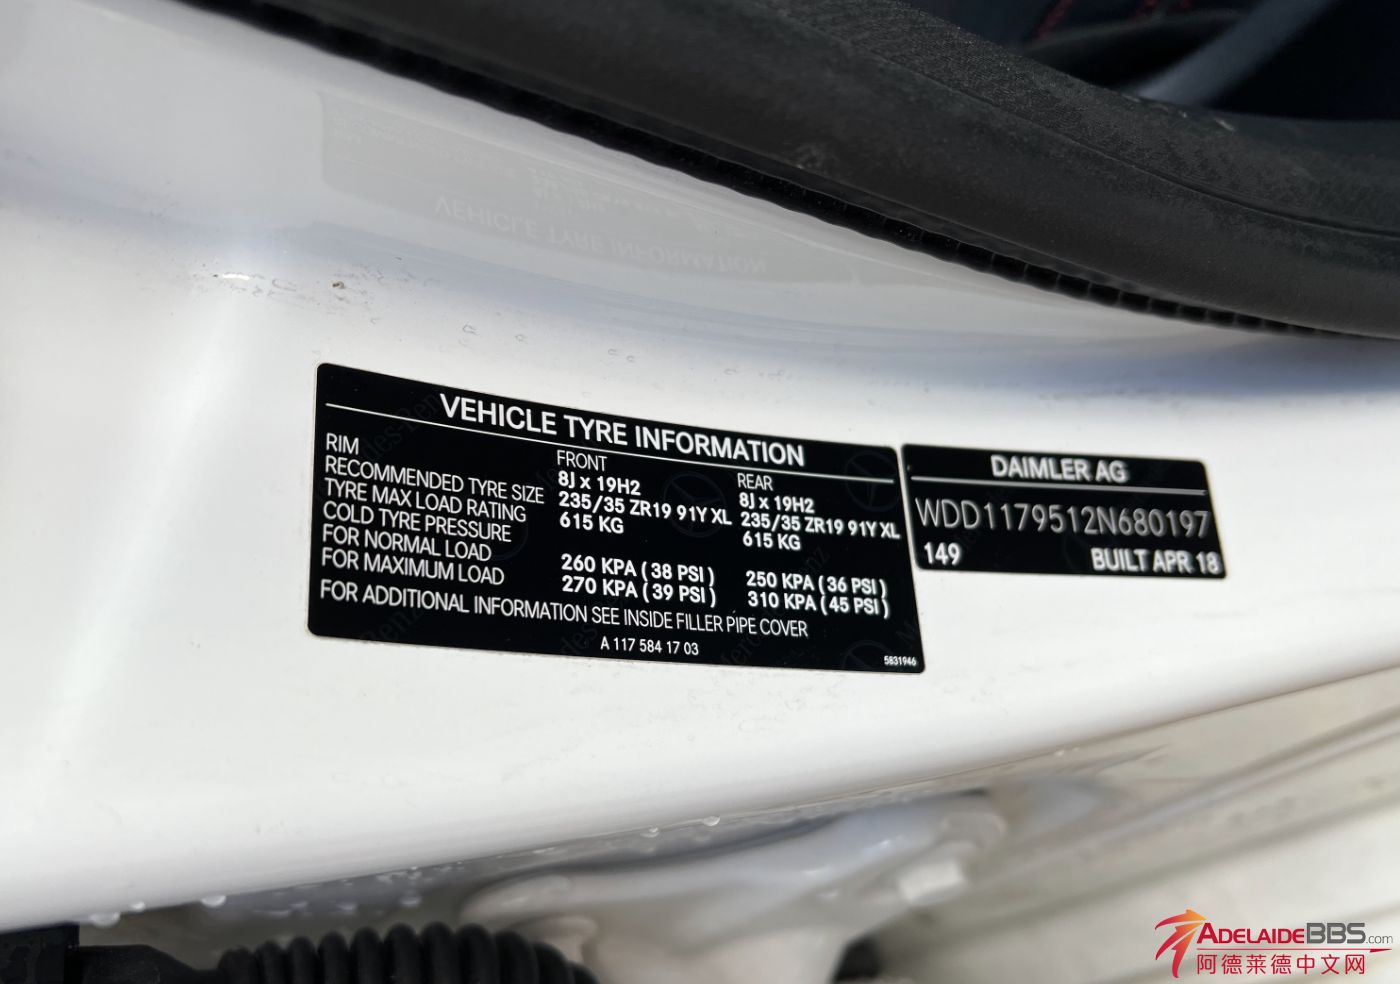 VEHICLE TYRE INFORMATION
FRONT REAR
RIM 8J x 19H2 8J x 19H2
RECOMMENDED TYRE SIZE 235/35 ZR19 91Y XL 235/35 ZR19 91Y XL
TYRE MAX LOAD RATING 615 KG 615 KG
COLD TYRE PRESSURE
FOR NORMAL LOAD 260 KPA ( 38 PSI ) 250 KPA ( 36 PSI )
FOR MAXIMUM LOAD 270 KPA ( 39 PSI ) 310 KPA ( 45 PSI )
FOR ADDITIONAL INFORMATION SEE INSIDE FILLER PIPE COVER
A 117 584 17 03
5831946
DAIMLER AG
WDD1179512N680197
149 BUILT APR 18
ADELAIDEBBS.com
阿德莱德中文网